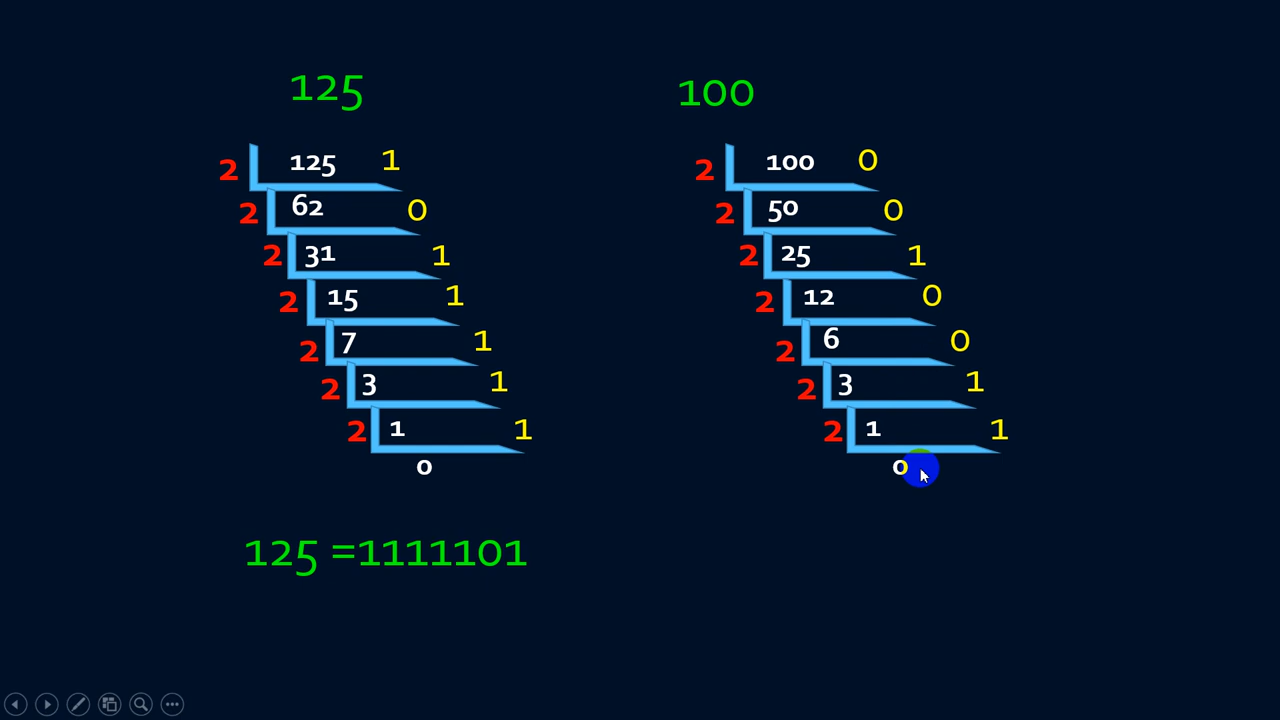 125
2 125 1
2 62 0
2 31 1
2 15 1
2 7 1
2 3 1
2 1 1
0
125 =1111101
100
2 100 0
2 50 0
2 25 1
2 12 0
2 6 0
2 3 1
2 1 1
0